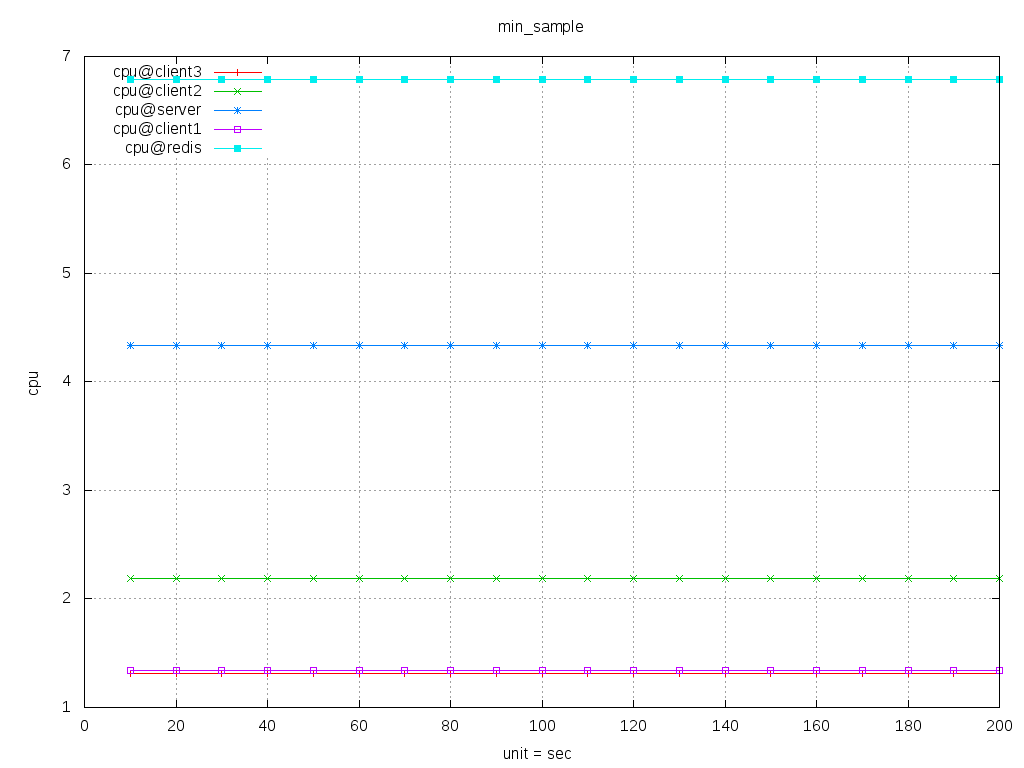 min_sample
7
6
5
4
3
2
1
cpu
cpu@client3
cpu@client2
cpu@server
cpu@client1
cpu@redis
0 20 40 60 80 100 120 140 160 180 200
unit = sec